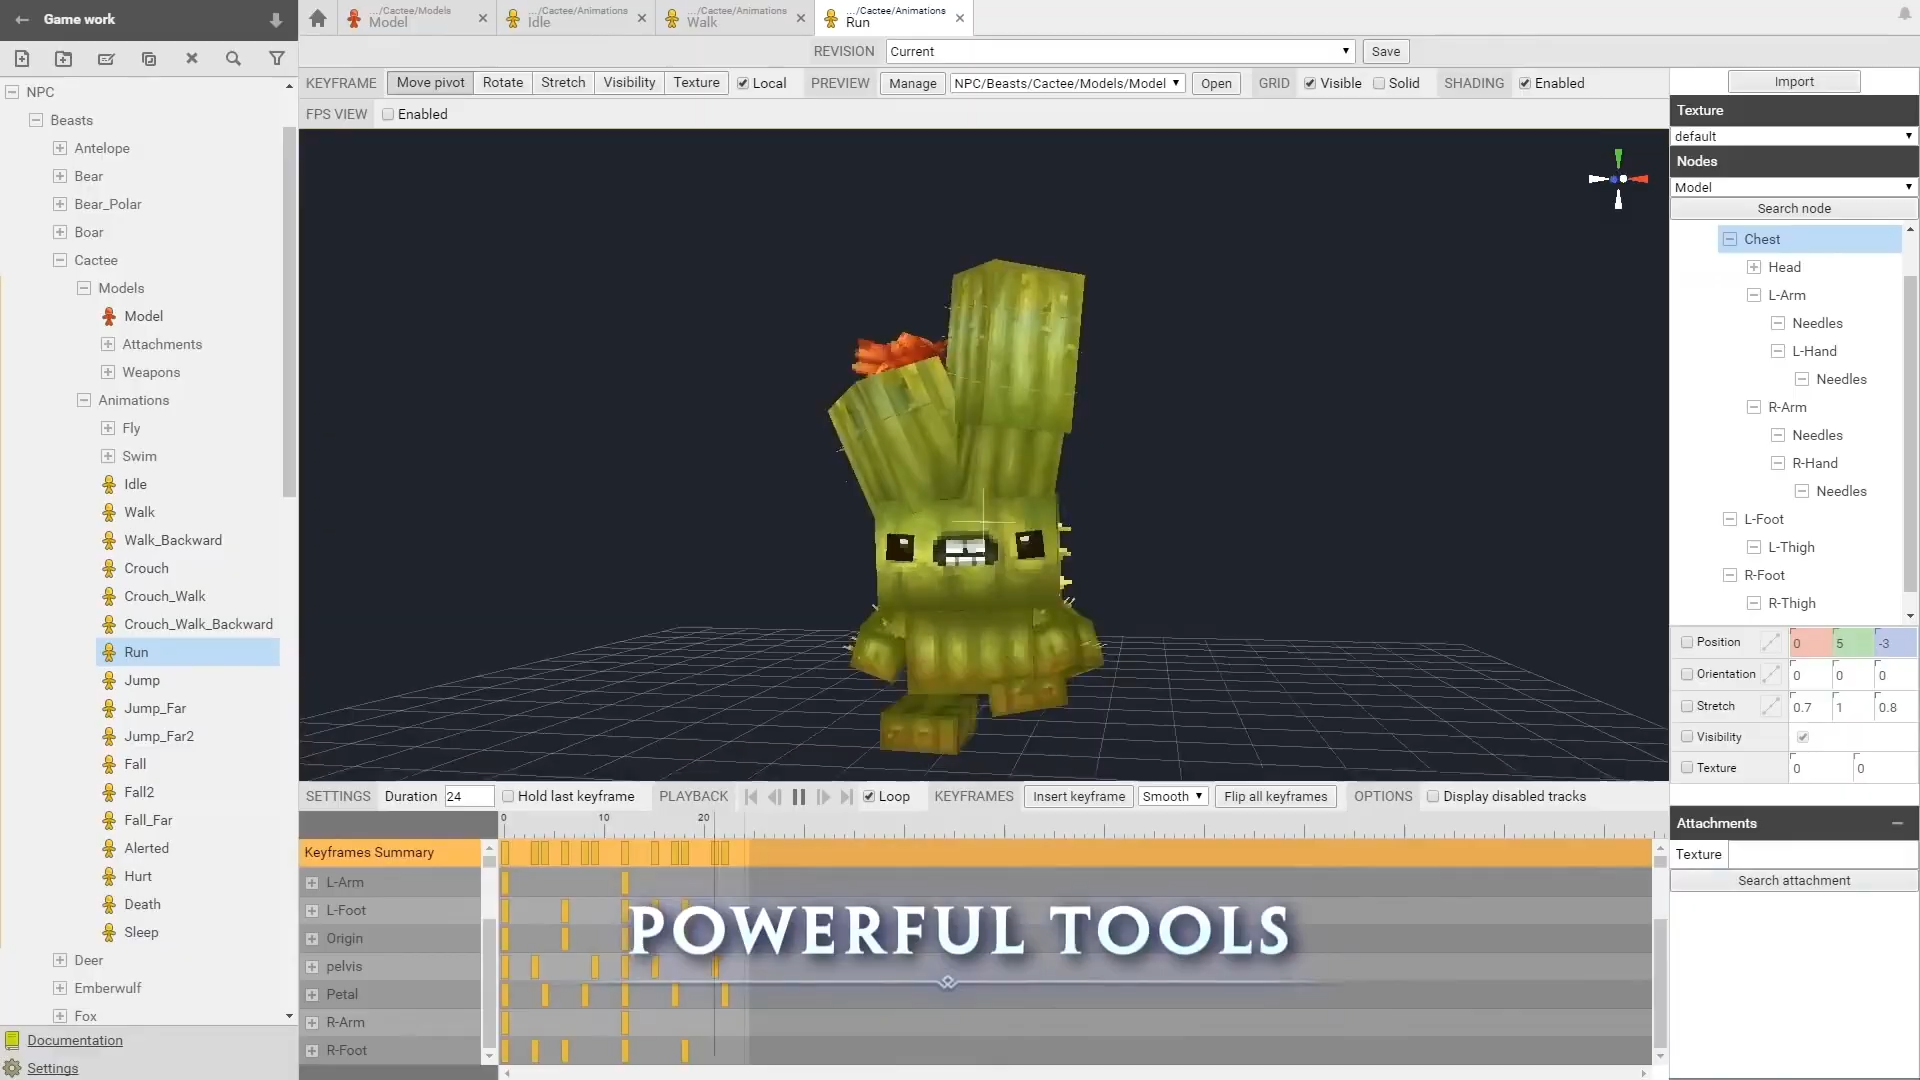 Game work
.../Cactee/Models
Model
.../Cactee/Animations
Idle
.../Cactee/Animations
Walk
.../Cactee/Animations
Run
REVISION Current Save
KEYFRAME Move pivot Rotate Stretch Visibility Texture Local PREVIEW Manage NPC/Beasts/Cactee/Models/Model Open GRID Visible Solid SHADING Enabled
FPS VIEW Enabled
NPC
Beasts
Antelope
Bear
Bear_Polar
Boar
Cactee
Models
Model
Attachments
Weapons
Animations
Fly
Swim
Idle
Walk
Walk_Backward
Crouch
Crouch_Walk
Crouch_Walk_Backward
Run
Jump
Jump_Far
Jump_Far2
Fall
Fall2
Fall_Far
Alerted
Hurt
Death
Sleep
Deer
Emberwulf
Fox
Documentation
Settings
Import
Texture
default
Nodes
Model
Search node
Chest
Head
L-Arm
Needles
L-Hand
Needles
R-Arm
Needles
R-Hand
Needles
L-Foot
L-Thigh
R-Foot
R-Thigh
Position 0 5 -3
Orientation 0 0 0
Stretch 0.7 1 0.8
Visibility
Texture 0 0
Attachments
Texture
Search attachment
SETTINGS Duration 24 Hold last keyframe PLAYBACK Loop KEYFRAMES Insert keyframe Smooth Flip all keyframes OPTIONS Display disabled tracks
0 10 20
Keyframes Summary
L-Arm
L-Foot
Origin
pelvis
Petal
R-Arm
R-Foot
POWERFUL TOOLS